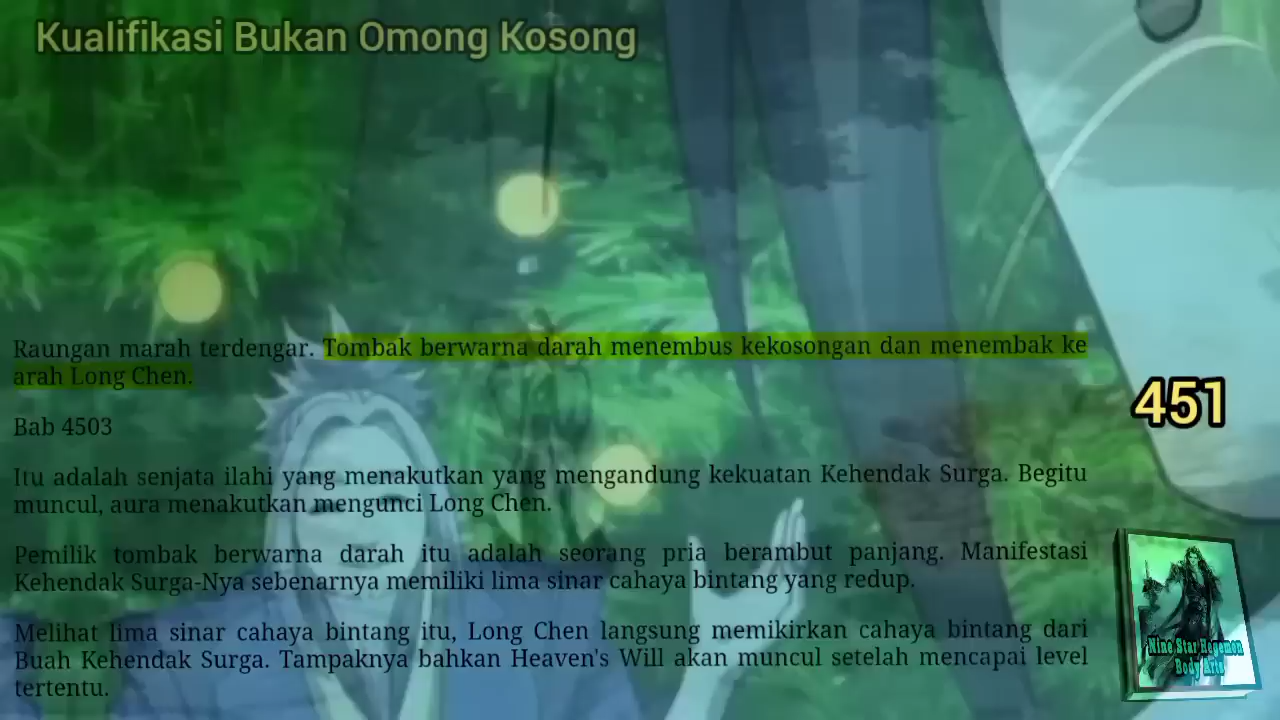 Kualifikasi Bukan Omong Kosong
Raungan marah terdengar. Tombak berwarna darah menembus kekosongan dan menembak ke
arah Long Chen.
451
Bab 4503
Itu adalah senjata ilahi yang menakutkan yang mengandung kekuatan Kehendak Surga. Begitu
muncul, aura menakutkan mengunci Long Chen.
Pemilik tombak berwarna darah itu adalah seorang pria berambut panjang. Manifestasi
Kehendak Surga-Nya sebenarnya memiliki lima sinar cahaya bintang yang redup.
Melihat lima sinar cahaya bintang itu, Long Chen langsung memikirkan cahaya bintang dari
Buah Kehendak Surga. Tampaknya bahkan Heaven's Will akan muncul setelah mencapai level
tertentu.
Nine Star Hegemon
Body Arts